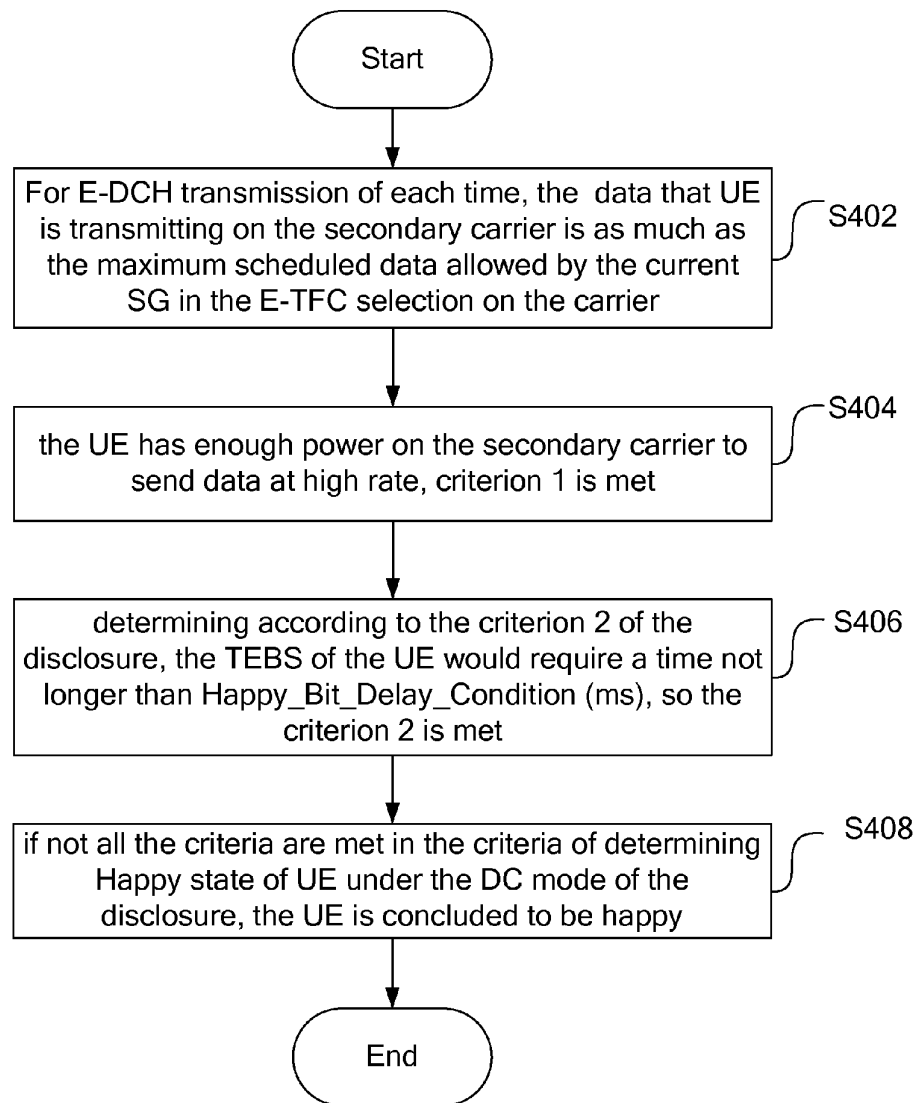 Start
For E-DCH transmission of each time, the data that UE
is transmitting on the secondary carrier is as much as
the maximum scheduled data allowed by the current
SG in the E-TFC selection on the carrier
S402
the UE has enough power on the secondary carrier to
send data at high rate, criterion 1 is met
S404
determining according to the criterion 2 of the
disclosure, the TEBS of the UE would require a time not
longer than Happy_Bit_Delay_Condition (ms), so the
criterion 2 is met
S406
if not all the criteria are met in the criteria of determining
Happy state of UE under the DC mode of the
disclosure, the UE is concluded to be happy
S408
End